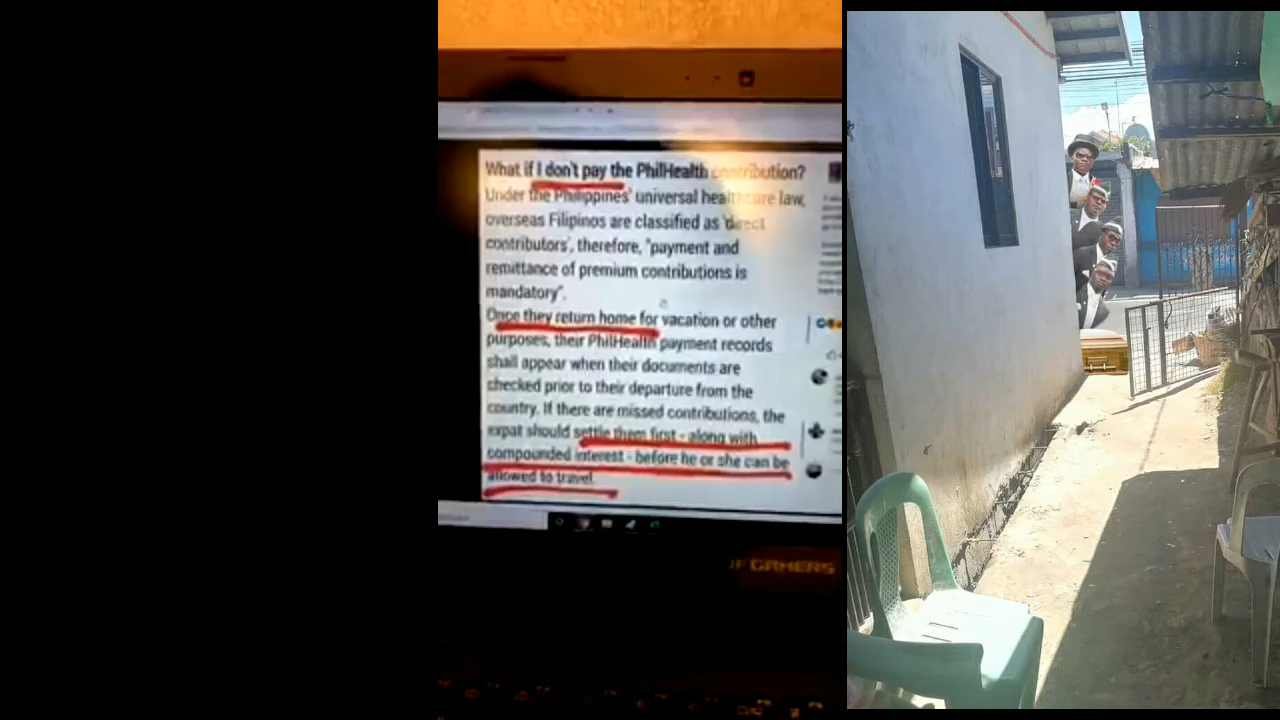 What if I don't pay the PhilHealth contribution?
Under the Philippines' universal healthcare law,
overseas Filipinos are classified as 'direct
contributors', therefore, "payment and
remittance of premium contributions is
mandatory".
Once they return home for vacation or other
purposes, their PhilHealth payment records
shall appear when their documents are
checked prior to their departure from the
country. If there are missed contributions, the
expat should settle them first - along with
compounded interest - before he or she can be
allowed to travel.
GAMERS